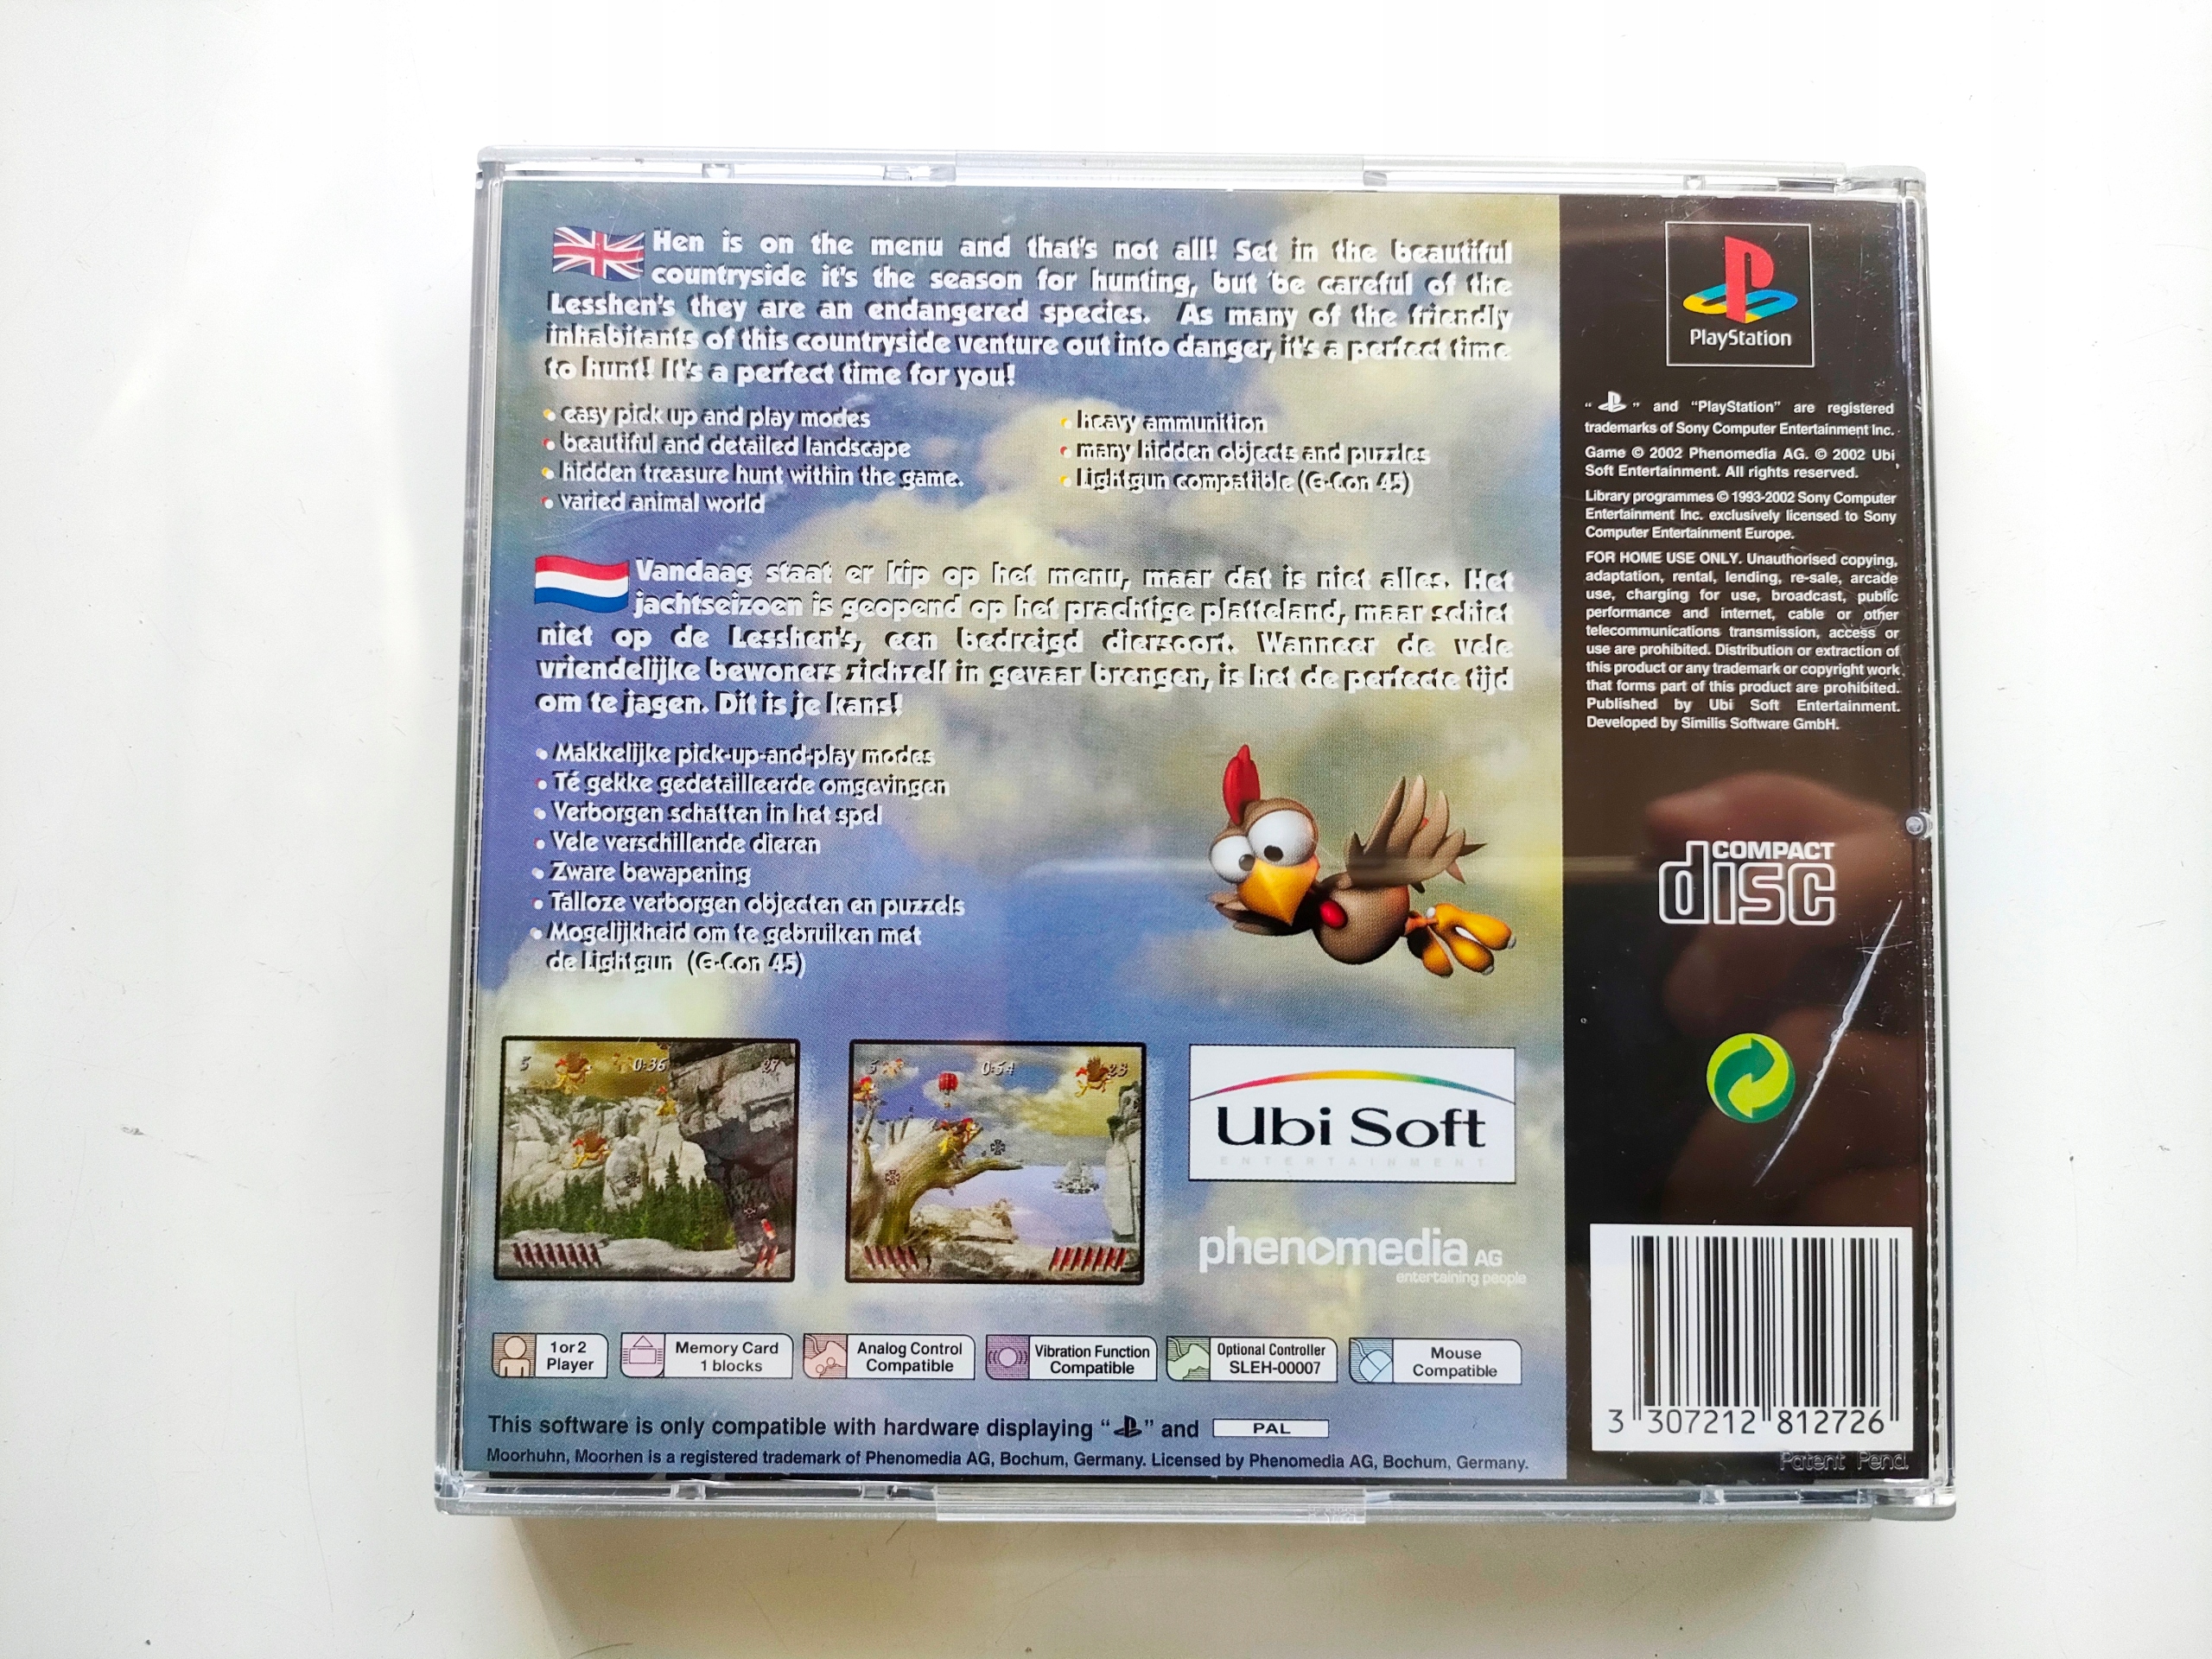 Hen is on the menu and that's not all! Set in the beautiful
countryside it's the season for hunting, but be careful of the
Lesshen's they are an endangered species. As many of the friendly
inhabitants of this countryside venture out into danger, it's a perfect time
to hunt! It's a perfect time for you!
• easy pick up and play modes
• beautiful and detailed landscape
• hidden treasure hunt within the game.
• varied animal world
• heavy ammunition
• many hidden objects and puzzles
• Lightgun compatible (G-Con 45)
Vandaag staat er kip op het menu, maar dat is niet alles. Het
jachtseizoen is geopend op het prachtige platteland, maar schiet
niet op de Lesshen's, een bedreigd diersoort. Wanneer de vele
vriendelijke bewoners zichzelf in gevaar brengen, is het de perfecte tijd
om te jagen. Dit is je kans!
• Makkelijke pick-up-and-play modes
• Té gekke gedetailleerde omgevingen
• Verborgen schatten in het spel
• Vele verschillende dieren
• Zware bewapening
• Talloze verborgen objecten en puzzels
• Mogelijkheid om te gebruiken met
de Lightgun (G-Con 45)
5 0:36 27
5 0:54 23
Ubi Soft
ENTERTAINMENT
phenomedia AG
entertaining people
1 or 2
Player
Memory Card
1 blocks
Analog Control
Compatible
Vibration Function
Compatible
Optional Controller
SLEH-00007
Mouse
Compatible
This software is only compatible with hardware displaying " " and PAL
Moorhuhn, Moorhen is a registered trademark of Phenomedia AG, Bochum, Germany. Licensed by Phenomedia AG, Bochum, Germany.
PlayStation
" " and "PlayStation" are registered
trademarks of Sony Computer Entertainment Inc.
Game © 2002 Phenomedia AG. © 2002 Ubi
Soft Entertainment. All rights reserved.
Library programmes © 1993-2002 Sony Computer
Entertainment Inc. exclusively licensed to Sony
Computer Entertainment Europe.
FOR HOME USE ONLY. Unauthorised copying,
adaptation, rental, lending, re-sale, arcade
use, charging for use, broadcast, public
performance and internet, cable or other
telecommunications transmission, access or
use are prohibited. Distribution or extraction of
this product or any trademark or copyright work
that forms part of this product are prohibited.
Published by Ubi Soft Entertainment.
Developed by Similis Software GmbH.
COMPACT
disc
3 307212 812726
Patent Pend.